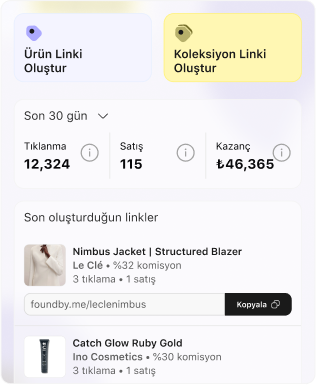 Ürün Linki
Oluştur
Koleksiyon Linki
Oluştur
Son 30 gün
Tıklanma
Satış
Kazanç
12,324
115
₺46,365
Son oluşturduğun linkler
Nimbus Jacket | Structured Blazer
Le Clé • %32 komisyon
3 tıklama • 1 satış
foundby.me/leclenimbus
Kopyala
Catch Glow Ruby Gold
Ino Cosmetics • %30 komisyon
3 tıklama • 1 satış